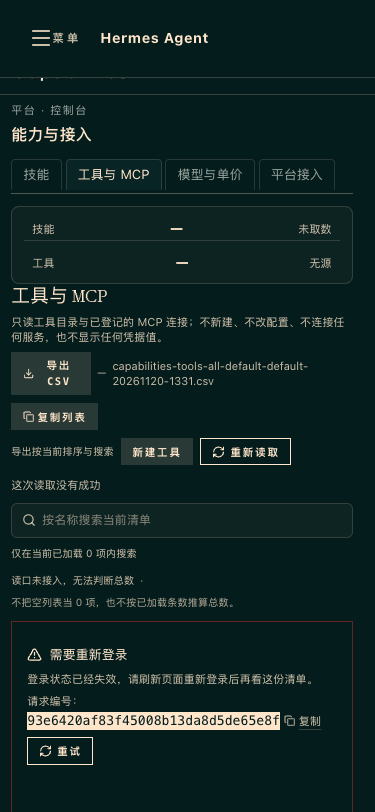 菜单 Hermes Agent
平台 · 控制台
能力与接入
技能 工具与 MCP 模型与单价 平台接入
技能 — 未取数
工具 — 无源
工具与 MCP
只读工具目录与已登记的 MCP 连接；不新建、不改配置、不连接任
何服务，也不显示任何凭据值。
导出
CSV
— capabilities-tools-all-default-default-
20261120-1331.csv
复制列表
导出按当前排序与搜索 新建工具 重新读取
这次读取没有成功
按名称搜索当前清单
仅在当前已加载 0 项内搜索
读口未接入，无法判断总数 ·
不把空列表当 0 项，也不按已加载条数推算总数。
需要重新登录
登录状态已经失效，请刷新页面重新登录后再看这份清单。
请求编号：
93e6420af83f45008b13da8d5de65e8f 复制
重试